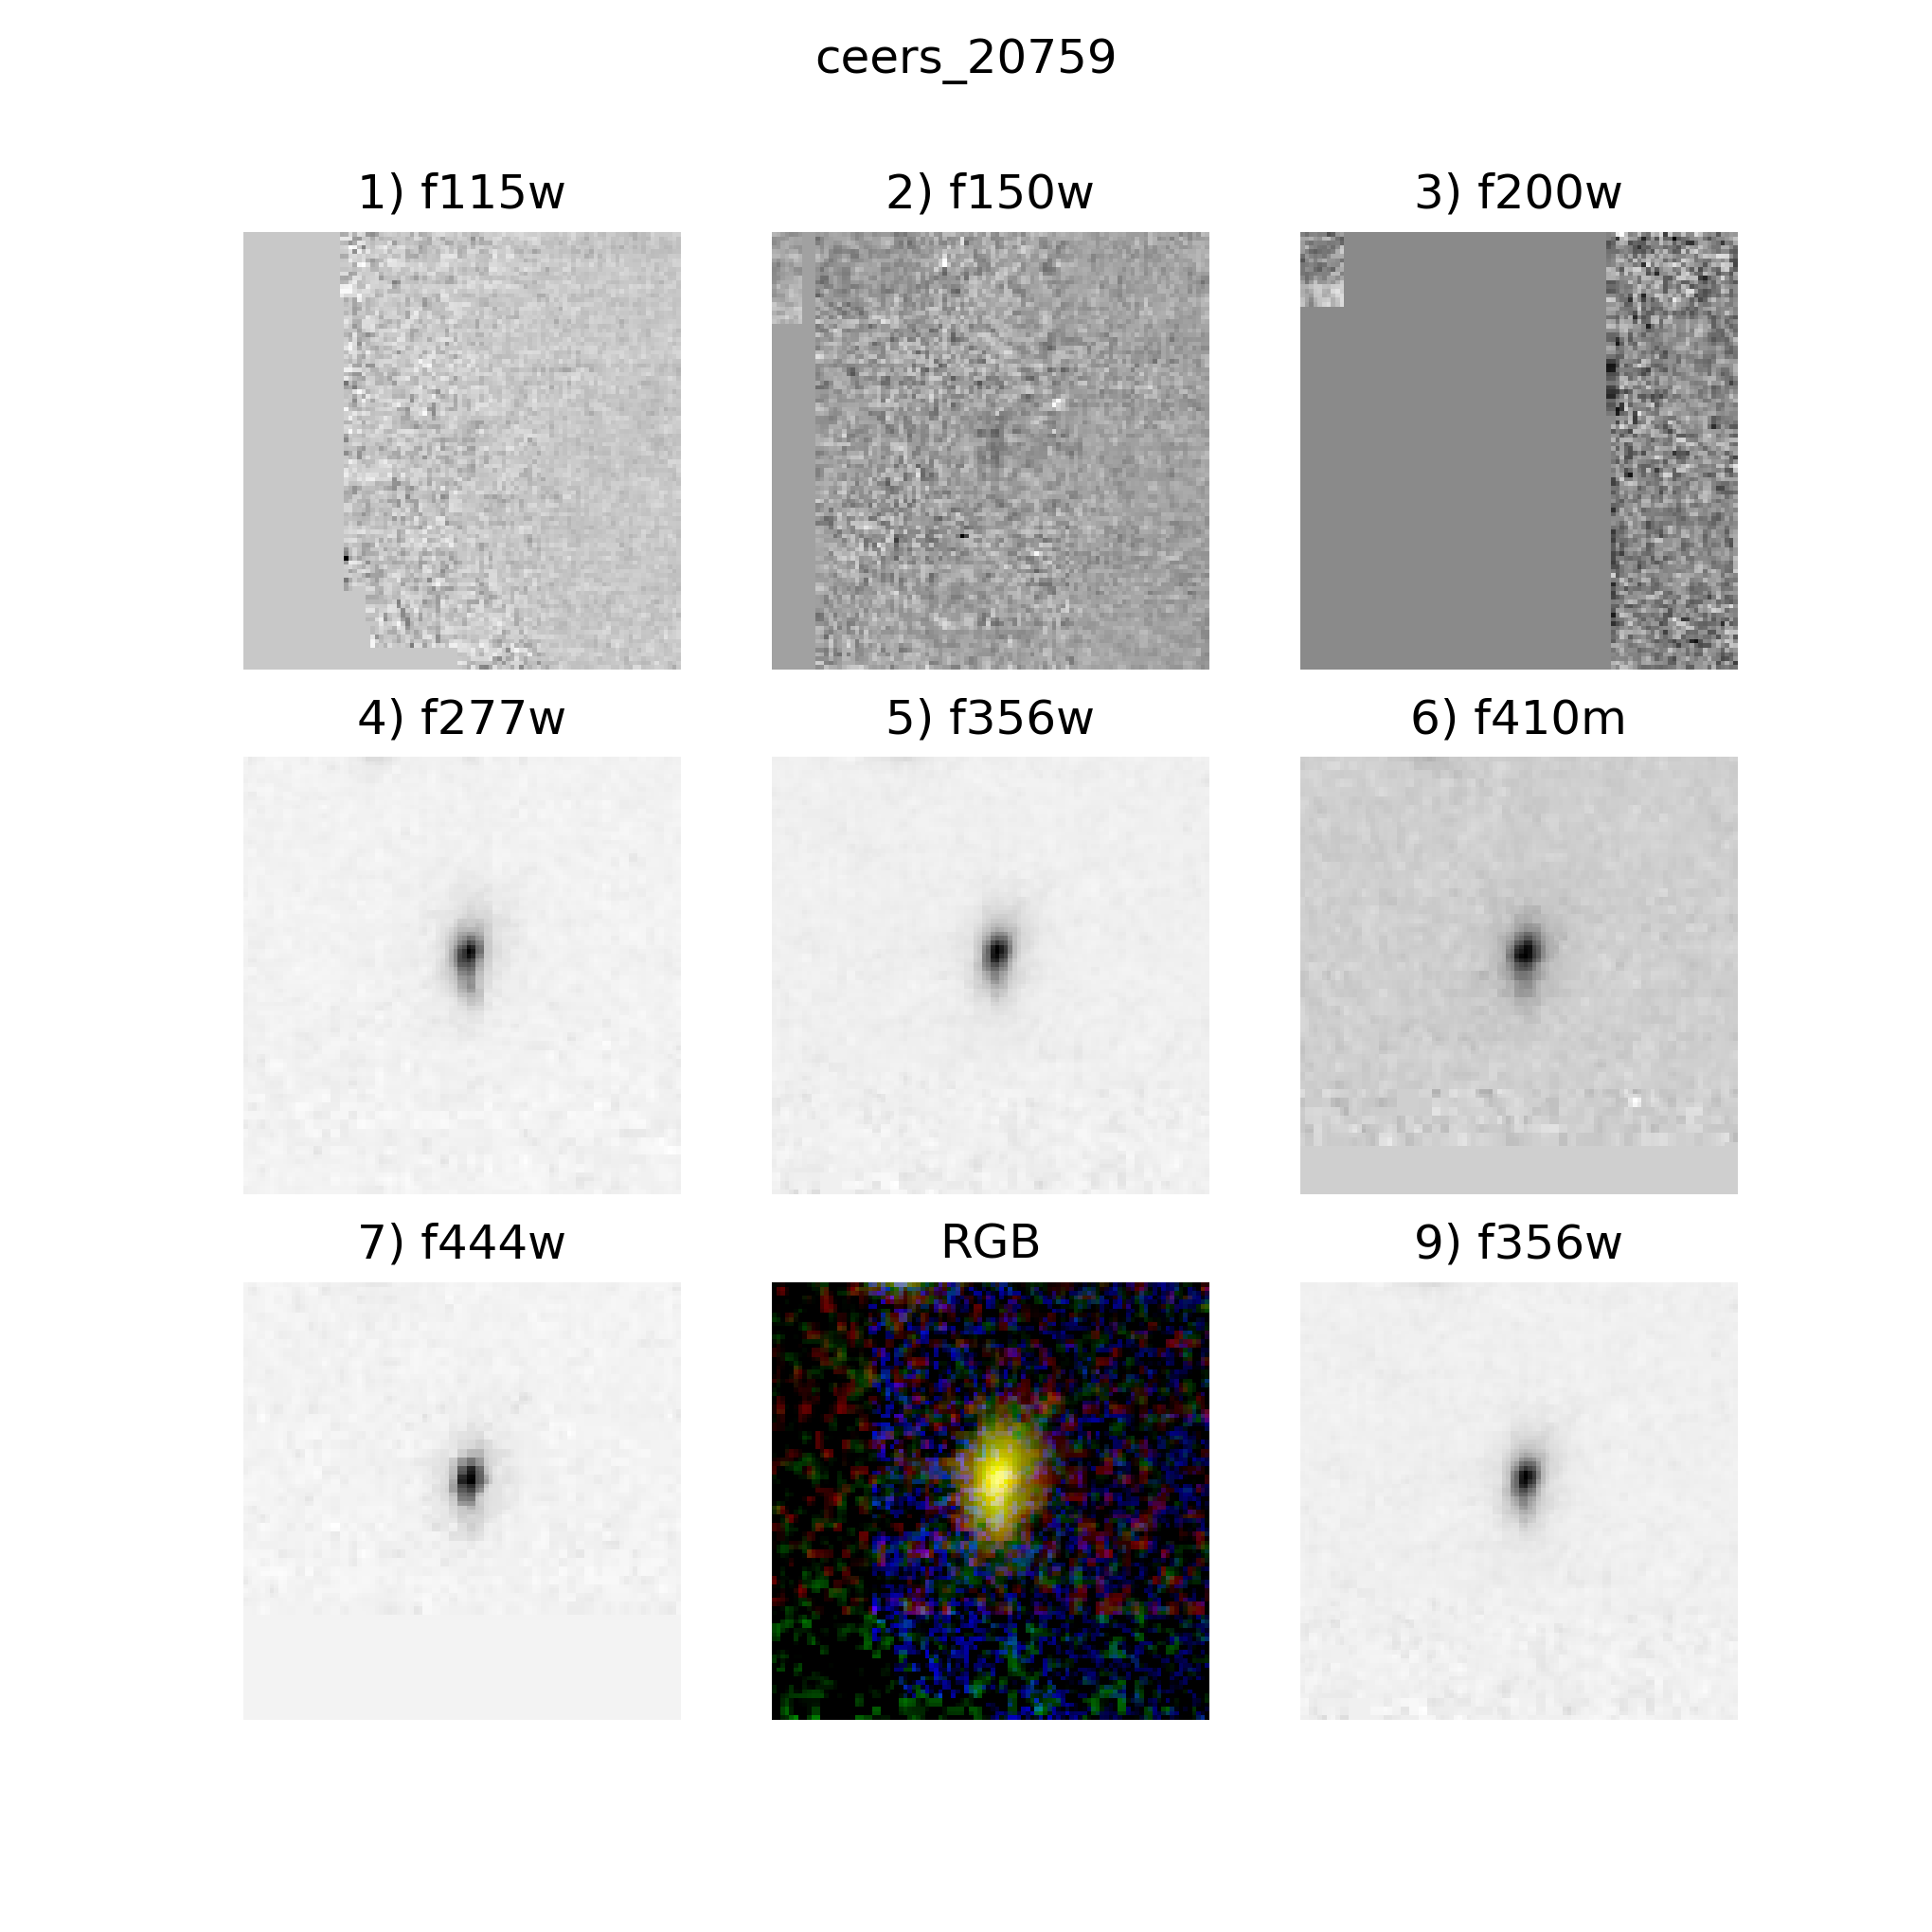 ceers_20759
1) f115w
2) f150w
3) f200w
4) f277w
5) f356w
6) f410m
7) f444w
RGB
9) f356w